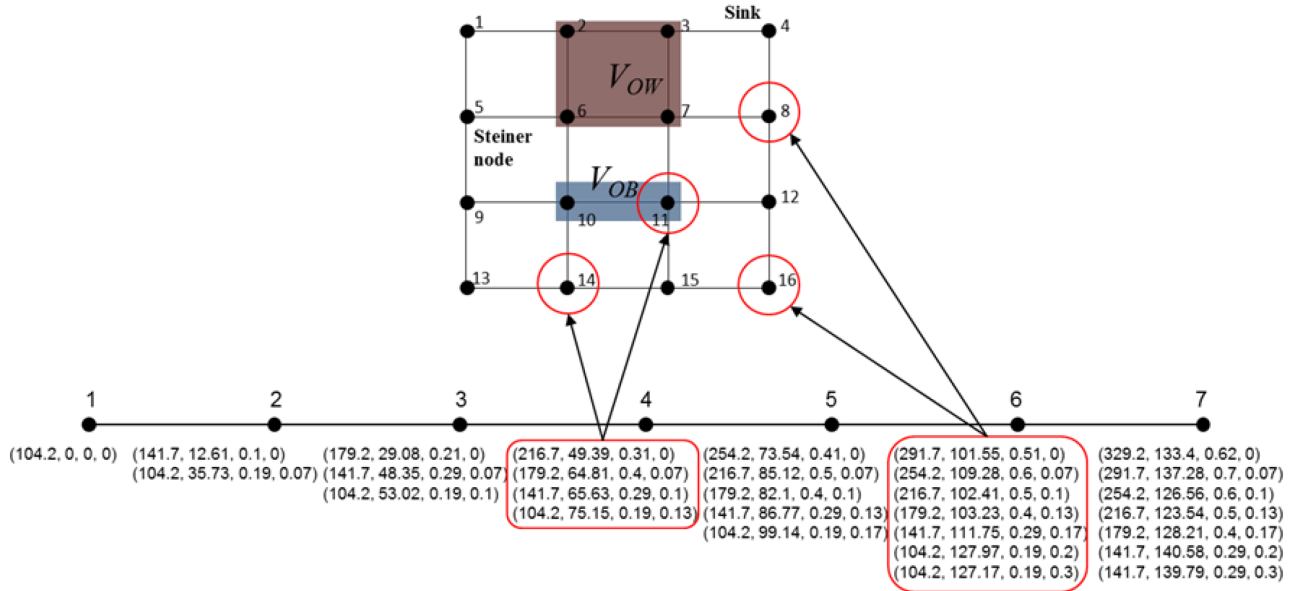 Sink
1
2
3
4
V_OW
5
6
7
8
Steiner
node
V_OB
9
10
11
12
13
14
15
16
1
2
3
4
5
6
7
(104.2, 0, 0, 0)
(141.7, 12.61, 0.1, 0)
(104.2, 35.73, 0.19, 0.07)
(179.2, 29.08, 0.21, 0)
(141.7, 48.35, 0.29, 0.07)
(104.2, 53.02, 0.19, 0.1)
(216.7, 49.39, 0.31, 0)
(179.2, 64.81, 0.4, 0.07)
(141.7, 65.63, 0.29, 0.1)
(104.2, 75.15, 0.19, 0.13)
(254.2, 73.54, 0.41, 0)
(216.7, 85.12, 0.5, 0.07)
(179.2, 82.1, 0.4, 0.1)
(141.7, 86.77, 0.29, 0.13)
(104.2, 99.14, 0.19, 0.17)
(291.7, 101.55, 0.51, 0)
(254.2, 109.28, 0.6, 0.07)
(216.7, 102.41, 0.5, 0.1)
(179.2, 103.23, 0.4, 0.13)
(141.7, 111.75, 0.29, 0.17)
(104.2, 127.97, 0.19, 0.2)
(104.2, 127.17, 0.19, 0.3)
(329.2, 133.4, 0.62, 0)
(291.7, 137.28, 0.7, 0.07)
(254.2, 126.56, 0.6, 0.1)
(216.7, 123.54, 0.5, 0.13)
(179.2, 128.21, 0.4, 0.17)
(141.7, 140.58, 0.29, 0.2)
(141.7, 139.79, 0.29, 0.3)